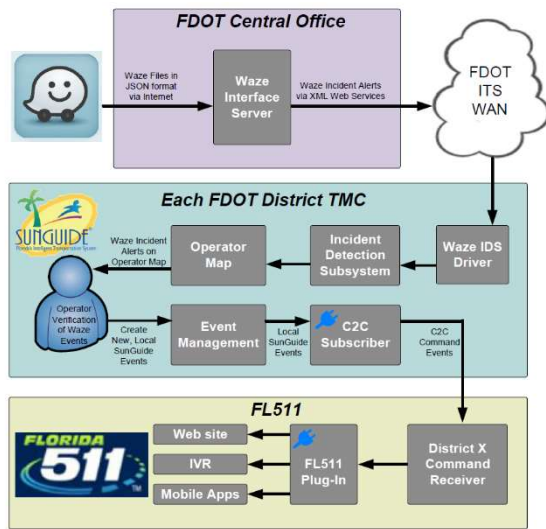 FDOT Central Office
Waze Files in
JSON format
via Internet
Waze
Interface
Server
Waze Incident Alerts
via XML Web Services
FDOT
ITS
WAN
Each FDOT District TMC
SUNGUIDE®
Waze Incident
Alerts on
Operator Map
Operator
Map
Incident
Detection
Subsystem
Waze IDS
Driver
Operator
Verification
of Waze
Events
Create
New, Local
SunGuide
Events
Event
Management
Local
SunGuide
Events
C2C
Subscriber
C2C
Command
Events
FL511
FLORIDA
511
TM
Web site
IVR
Mobile Apps
FL511
Plug-In
District X
Command
Receiver